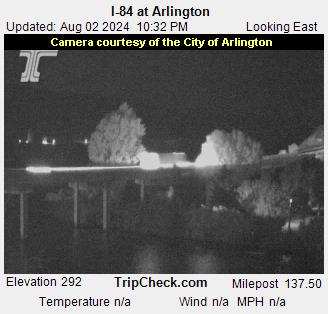 I-84 at Arlington
Updated: Aug 02 2024 10:32 PM Looking East
Camera courtesy of the City of Arlington
Elevation 292 TripCheck.com Milepost 137.50
Temperature n/a Wind n/a MPH n/a